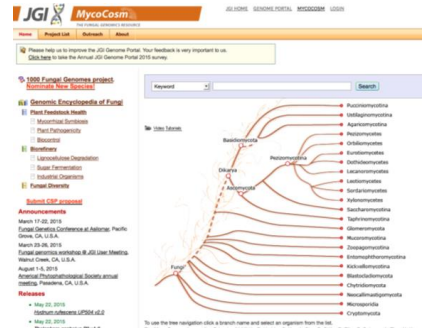 JGI MycoCosm
THE FUNGAL GENOMICS RESOURCE
JGI HOME GENOME PORTAL MYCOCOSM LOGIN
Home Project List Outreach About
Please help us to improve the JGI Genome Portal. Your feedback is very important to us.
Click here to take the Annual JGI Genome Portal 2016 survey.
1000 Fungal Genomes project.
Nominate New Species!
Genomic Encyclopedia of Fungi
Plant Feedstock Health
Mycorrhizal Symbiosis
Plant Pathogenicity
Biocontrol
Biorefinery
Lignocellulose Degradation
Sugar Fermentation
Industrial Organisms
Fungal Diversity
Submit CSP proposal
Announcements
March 17-22, 2015
Fungal Genetics Conference at Asilomar, Pacific
Grove, CA, U.S.A.
March 23-26, 2015
Fungal genomics workshop @ JGI User Meeting,
Walnut Creek, CA, U.S.A.
August 1-5, 2015
American Phytopathological Society annual
meeting, Pasadena, CA, U.S.A.
Releases
May 22, 2015
Hydnum rufescens UP504 v2.0
May 22, 2015
Keyword
Search
Video Tutorials
Pucciniomycotina
Ustilaginomycotina
Agaricomycotina
Pezizomycetes
Orbiliomycetes
Eurotiomycetes
Dothideomycetes
Lecanoromycetes
Leotiomycetes
Sordariomycetes
Xylonomycetes
Saccharomycotina
Taphrinomycotina
Glomeromycota
Mucoromycotina
Zoopagomycotina
Entomophthoromycotina
Kickxellomycotina
Blastocladiomycota
Chytridiomycota
Neocallimastigomycota
Microsporidia
Cryptomycota
Basidiomycota
Pezizomycotina
Dikarya
Ascomycota
Fungi
To use the tree navigation click a branch name and select an organism from the list.